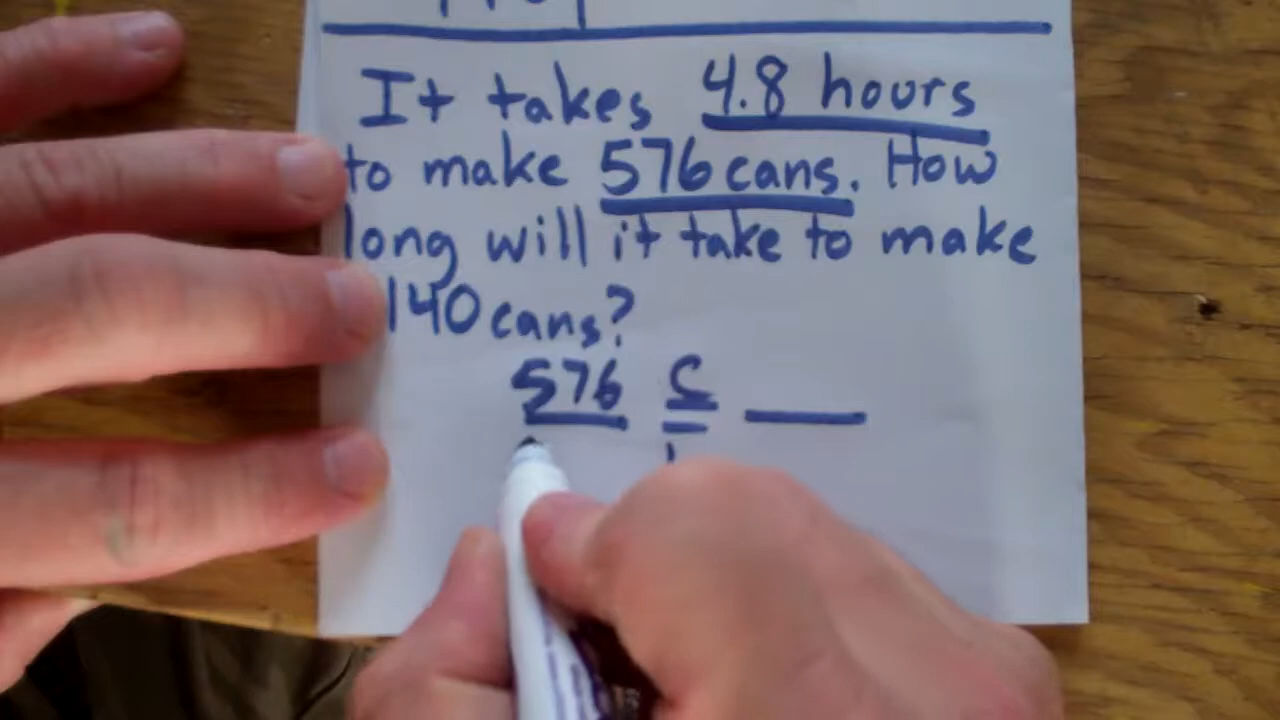 It takes 4.8 hours
to make 576 cans. How
long will it take to make
140 cans?
576 C